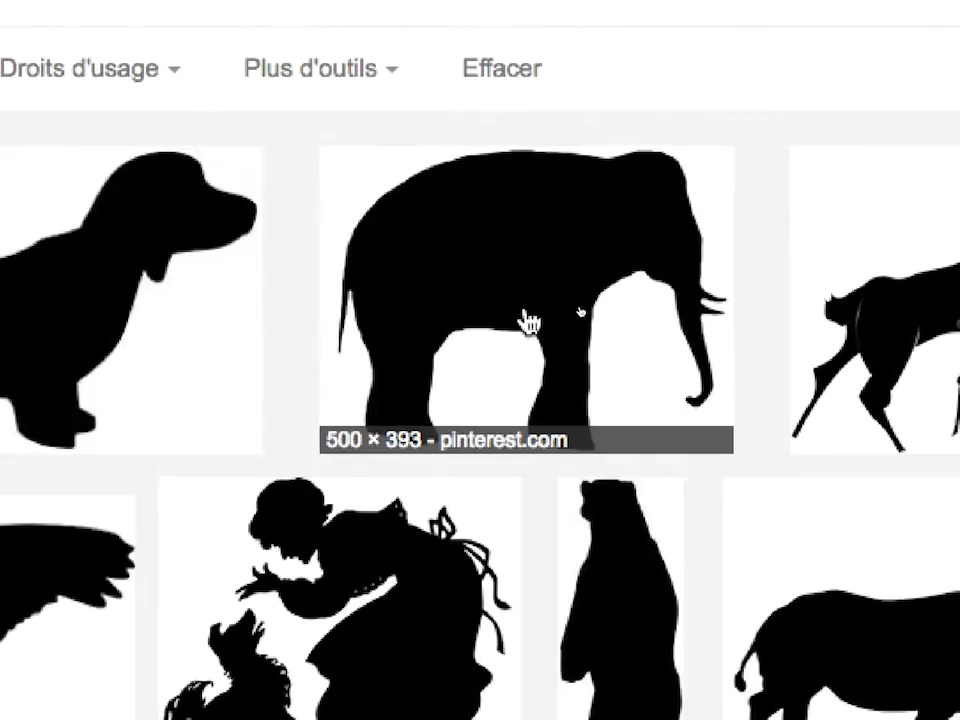 Droits d'usage Plus d'outils Effacer
500 × 393 - pinterest.com